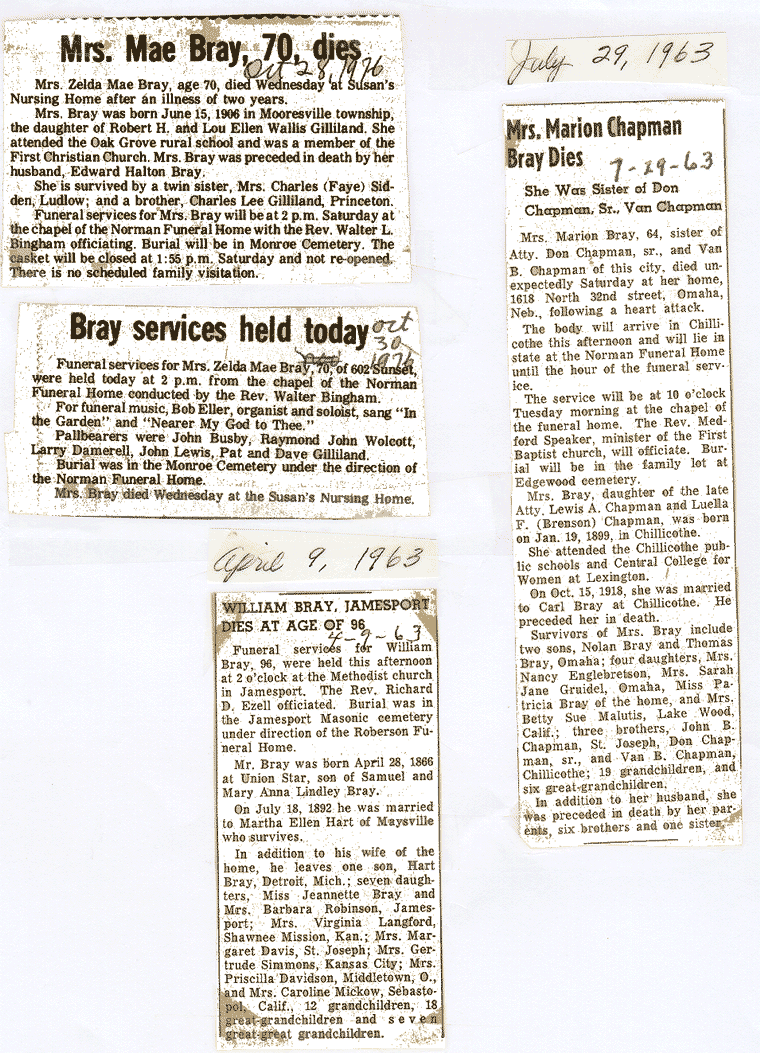 Mrs. Mae Bray, 70, dies
Oct 28, 1976
Mrs. Zelda Mae Bray, age 70, died Wednesday at Susan's
Nursing Home after an illness of two years.
Mrs. Bray was born June 15, 1906 in Mooresville township,
the daughter of Robert H. and Lou Ellen Wallis Gilliland. She
attended the Oak Grove rural school and was a member of the
First Christian Church. Mrs. Bray was preceded in death by her
husband, Edward Halton Bray.
She is survived by a twin sister, Mrs. Charles (Faye) Sid-
den, Ludlow; and a brother, Charles Lee Gilliland, Princeton.
Funeral services for Mrs. Bray will be at 2 p.m. Saturday at
the chapel of the Norman Funeral Home with the Rev. Walter L.
Bingham officiating. Burial will be in Monroe Cemetery. The
casket will be closed at 1:55 p.m. Saturday and not re-opened.
There is no scheduled family visitation.
Bray services held today
Oct
30
1976
Funeral services for Mrs. Zelda Mae Bray, 70, of 602 Sunset,
were held today at 2 p.m. from the chapel of the Norman
Funeral Home conducted by the Rev. Walter Bingham.
For funeral music, Bob Eller, organist and soloist, sang "In
the Garden" and "Nearer My God to Thee."
Pallbearers were John Busby, Raymond John Wolcott,
Larry Damerell, John Lewis, Pat and Dave Gilliland.
Burial was in the Monroe Cemetery under the direction of
the Norman Funeral Home.
Mrs. Bray died Wednesday at the Susan's Nursing Home.
April 9, 1963
WILLIAM BRAY, JAMESPORT
DIES AT AGE OF 96
4-9-63
Funeral services for William
Bray, 96, were held this afternoon
at 2 o'clock at the Methodist church
in Jamesport. The Rev. Richard
D. Ezell officiated. Burial was in
the Jamesport Masonic cemetery
under direction of the Roberson Fu-
neral Home.
Mr. Bray was born April 28, 1866
at Union Star, son of Samuel and
Mary Anna Lindley Bray.
On July 18, 1892 he was married
to Martha Ellen Hart of Maysville
who survives.
In addition to his wife of the
home, he leaves one son, Hart
Bray, Detroit, Mich.; seven daugh-
ters, Miss Jeannette Bray and
Mrs. Barbara Robinson, James-
port; Mrs. Virginia Langford,
Shawnee Mission, Kan.; Mrs. Mar-
garet Davis, St. Joseph; Mrs. Ger-
trude Simmons, Kansas City; Mrs.
Priscilla Davidson, Middletown, O.,
and Mrs. Caroline Mickow, Sebasto-
pol, Calif., 12 grandchildren, 18
great-grandchildren and seven
great-great grandchildren.
July 29, 1963
Mrs. Marion Chapman
Bray Dies
7-29-63
She Was Sister of Don
Chapman, Sr., Van Chapman
Mrs. Marion Bray, 64, sister of
Atty. Don Chapman, sr., and Van
B. Chapman of this city, died un-
expectedly Saturday at her home,
1618 North 32nd street, Omaha,
Neb., following a heart attack.
The body will arrive in Chilli-
cothe this afternoon and will lie in
state at the Norman Funeral Home
until the hour of the funeral serv-
ice.
The service will be at 10 o'clock
Tuesday morning at the chapel of
the funeral home. The Rev. Med-
ford Speaker, minister of the First
Baptist church, will officiate. Bur-
ial will be in the family lot at
Edgewood cemetery.
Mrs. Bray, daughter of the late
Atty. Lewis A. Chapman and Luella
F. (Brenson) Chapman, was born
on Jan. 19, 1899, in Chillicothe.
She attended the Chillicothe pub-
lic schools and Central College for
Women at Lexington.
On Oct. 15, 1918, she was married
to Carl Bray at Chillicothe. He
preceded her in death.
Survivors of Mrs. Bray include
two sons, Nolan Bray and Thomas
Bray, Omaha; four daughters, Mrs.
Nancy Englebretson, Mrs. Sarah
Jane Gruidel, Omaha, Miss Pa-
tricia Bray of the home, and Mrs.
Betty Sue Malutis, Lake Wood,
Calif.; three brothers, John B.
Chapman, St. Joseph, Don Chap-
man, sr., and Van B. Chapman,
Chillicothe; 19 grandchildren, and
six great-grandchildren.
In addition to her husband, she
was preceded in death by her par-
ents, six brothers and one sister.